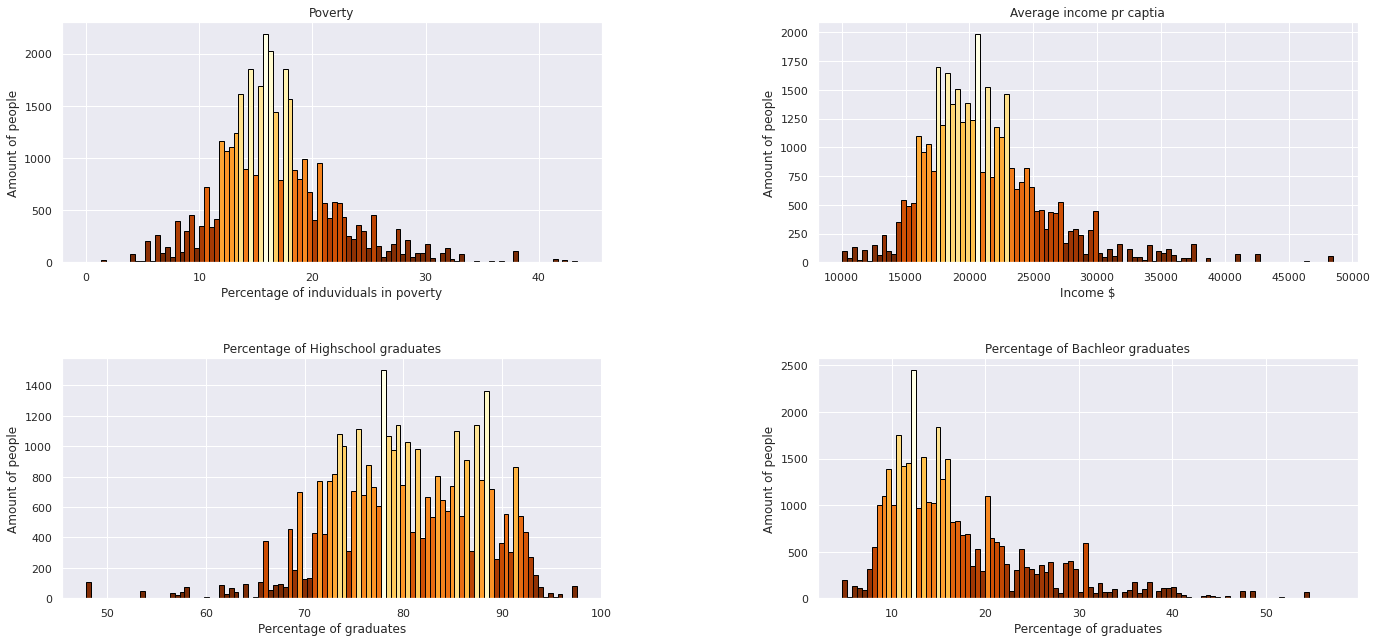 Poverty
Amount of people
2000
1500
1000
500
0
0 10 20 30 40
Percentage of induviduals in poverty
Average income pr captia
Amount of people
2000
1750
1500
1250
1000
750
500
250
0
10000 15000 20000 25000 30000 35000 40000 45000 50000
Income $
Percentage of Highschool graduates
Amount of people
1400
1200
1000
800
600
400
200
0
50 60 70 80 90 100
Percentage of graduates
Percentage of Bachleor graduates
Amount of people
2500
2000
1500
1000
500
0
10 20 30 40 50
Percentage of graduates